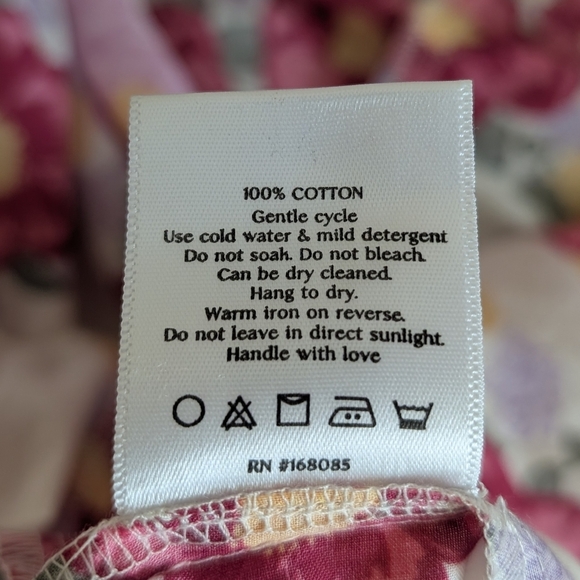 100% COTTON
Gentle cycle
Use cold water & mild detergent
Do not soak. Do not bleach.
Can be dry cleaned.
Hang to dry.
Warm iron on reverse.
Do not leave in direct sunlight.
Handle with love
RN #168085